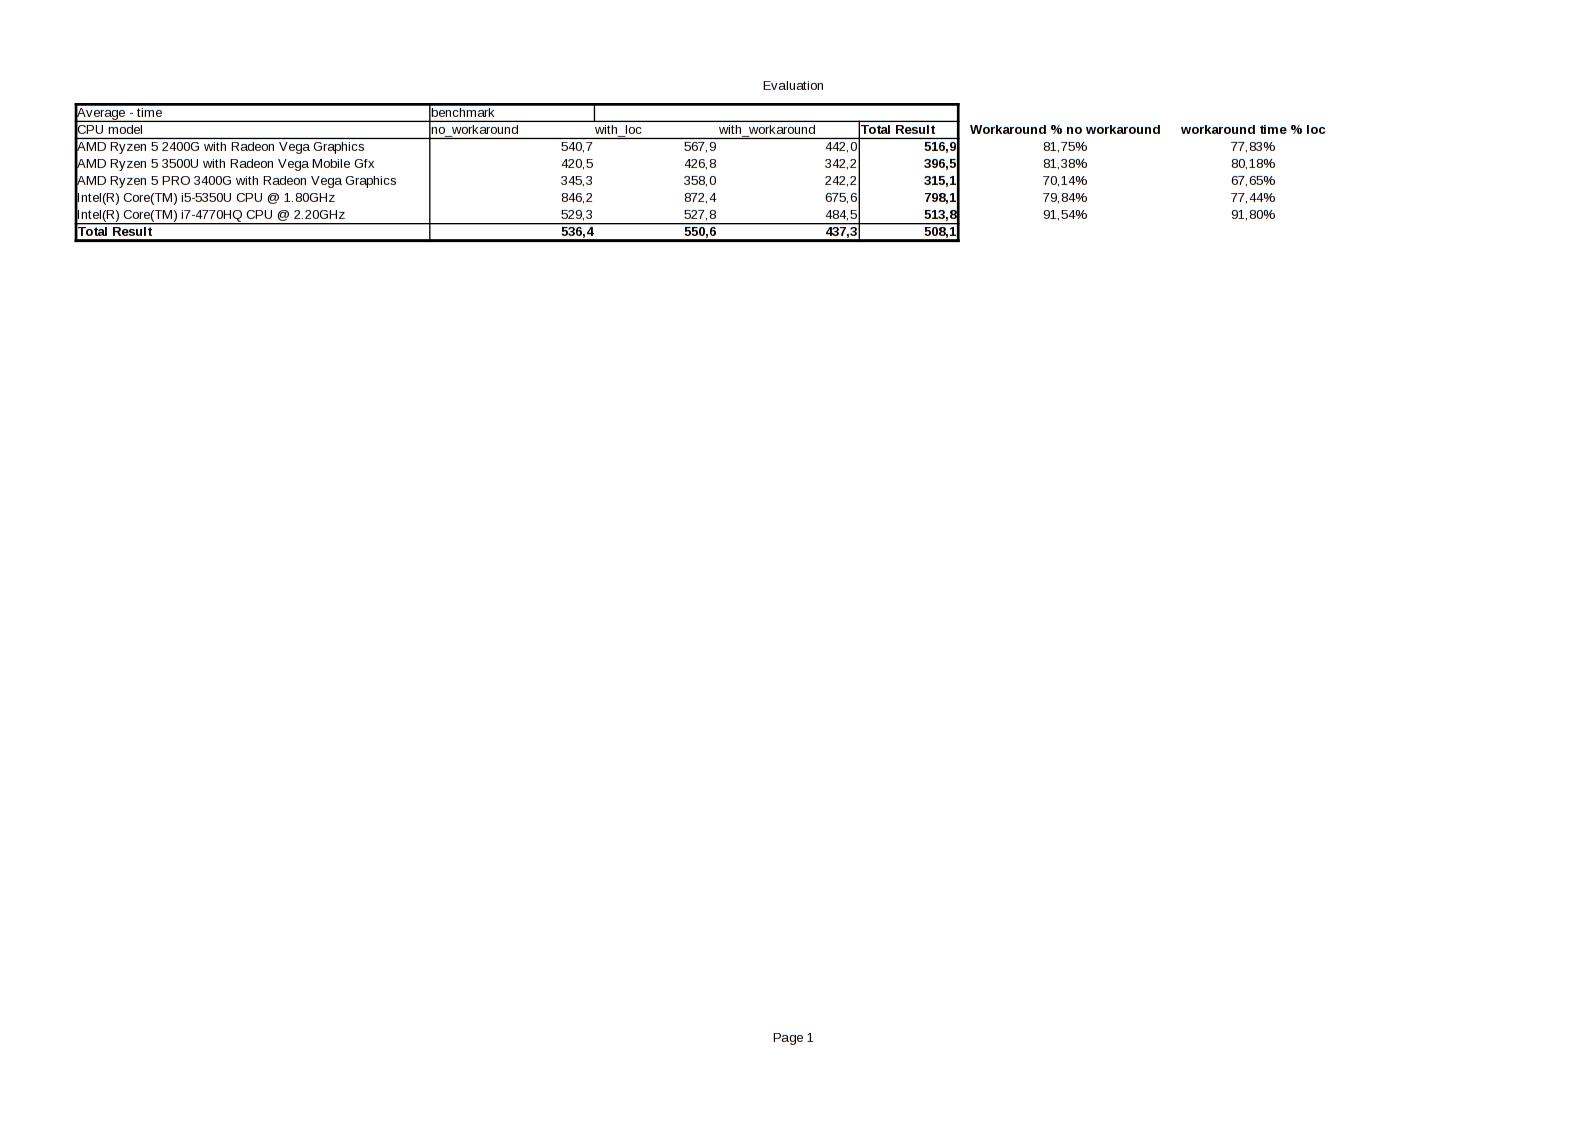 Evaluation
Average - time benchmark
CPU model no_workaround with_loc with_workaround Total Result Workaround % no workaround workaround time % loc
AMD Ryzen 5 2400G with Radeon Vega Graphics 540,7 567,9 442,0 516,9 81,75% 77,83%
AMD Ryzen 5 3500U with Radeon Vega Mobile Gfx 420,5 426,8 342,2 396,5 81,38% 80,18%
AMD Ryzen 5 PRO 3400G with Radeon Vega Graphics 345,3 358,0 242,2 315,1 70,14% 67,65%
Intel(R) Core(TM) i5-5350U CPU @ 1.80GHz 846,2 872,4 675,6 798,1 79,84% 77,44%
Intel(R) Core(TM) i7-4770HQ CPU @ 2.20GHz 529,3 527,8 484,5 513,8 91,54% 91,80%
Total Result 536,4 550,6 437,3 508,1
Page 1